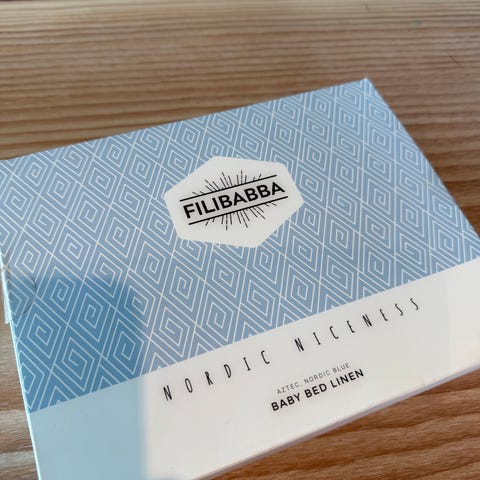 FILIBABBA
NORDIC NICENESS
AZTEC, NORDIC BLUE
BABY BED LINEN